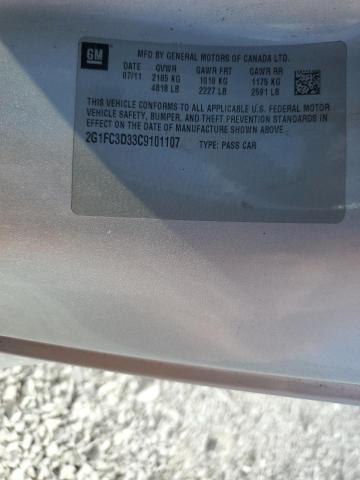 GM
MFD BY GENERAL MOTORS OF CANADA LTD.
DATE GVWR GAWR FRT GAWR RR
07/11 2185 KG 1010 KG 1175 KG
4818 LB 2227 LB 2591 LB
THIS VEHICLE CONFORMS TO ALL APPLICABLE U.S. FEDERAL MOTOR
VEHICLE SAFETY, BUMPER, AND THEFT PREVENTION STANDARDS IN
EFFECT ON THE DATE OF MANUFACTURE SHOWN ABOVE.
2G1FC3D33C9101107 TYPE: PASS CAR